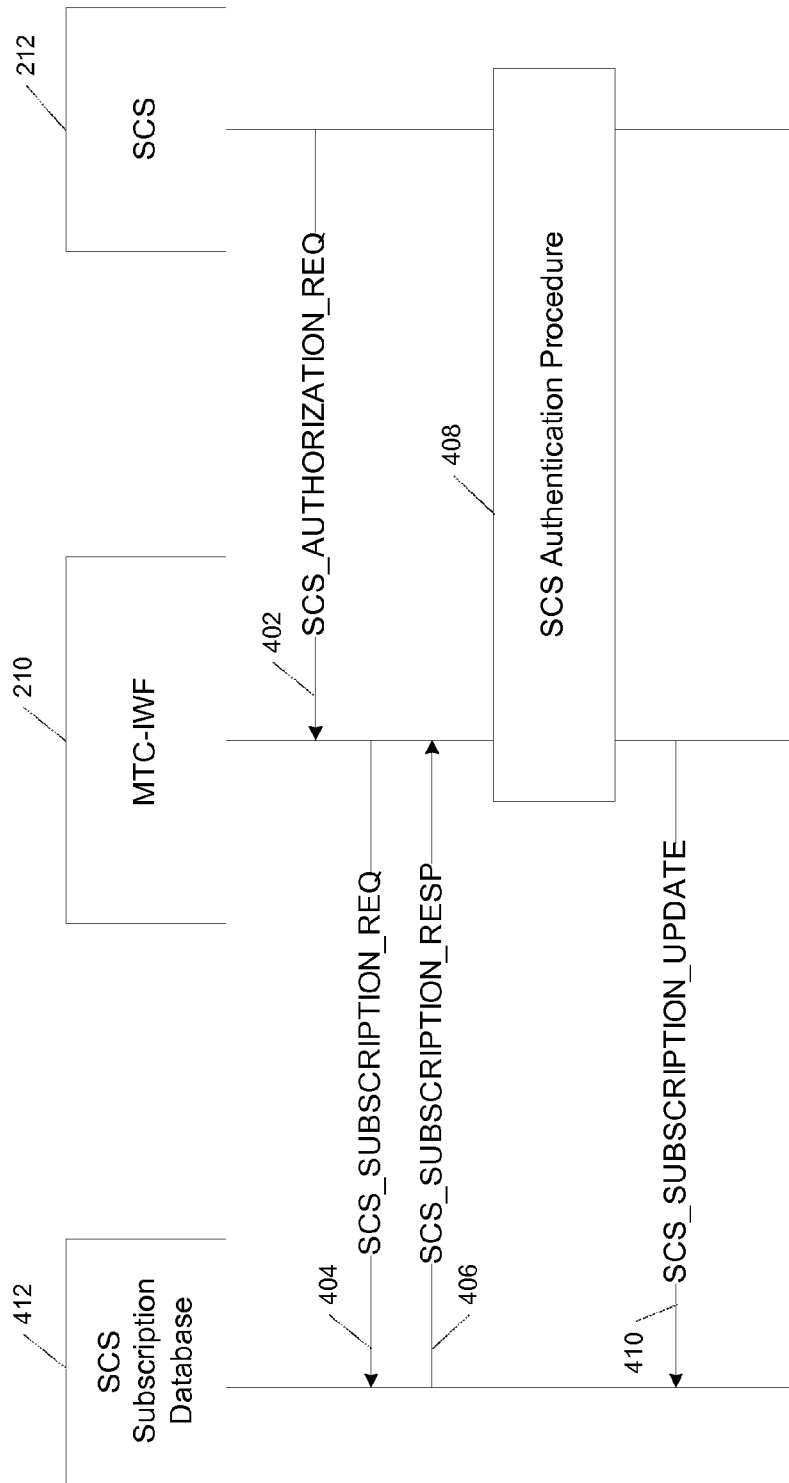 412
SCS
Subscription
Database
210
MTC-IWF
212
SCS
402
SCS_AUTHORIZATION_REQ
404
SCS_SUBSCRIPTION_REQ
SCS_SUBSCRIPTION_RESP
406
408
SCS Authentication Procedure
SCS_SUBSCRIPTION_UPDATE
410